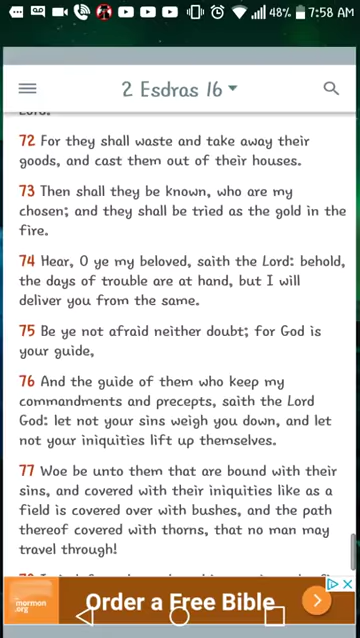 48% 7:58 AM
2 Esdras 16
Lord.
72 For they shall waste and take away their
goods, and cast them out of their houses.
73 Then shall they be known, who are my
chosen; and they shall be tried as the gold in the
fire.
74 Hear, O ye my beloved, saith the Lord: behold,
the days of trouble are at hand, but I will
deliver you from the same.
75 Be ye not afraid neither doubt; for God is
your guide,
76 And the guide of them who keep my
commandments and precepts, saith the Lord
God: let not your sins weigh you down, and let
not your iniquities lift up themselves.
77 Woe be unto them that are bound with their
sins, and covered with their iniquities like as a
field is covered over with bushes, and the path
thereof covered with thorns, that no man may
travel through!
mormon
.org
Order a Free Bible